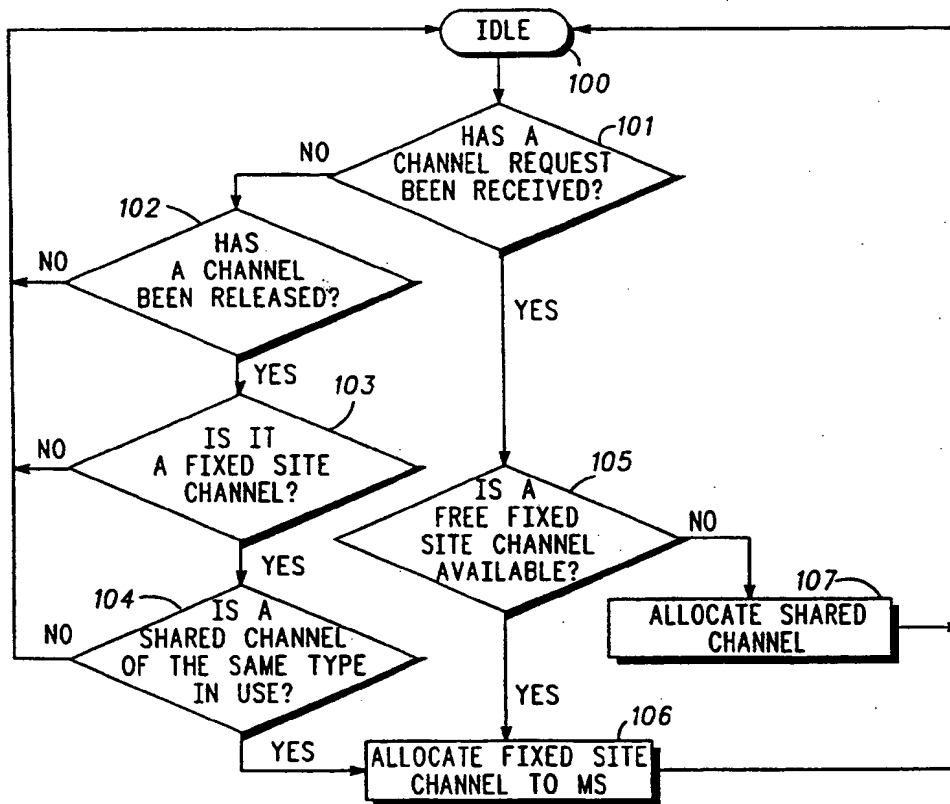 IDLE
100
HAS A
CHANNEL REQUEST
BEEN RECEIVED?
101
NO
102
HAS
A CHANNEL
BEEN RELEASED?
NO
YES
YES
103
IS IT
A FIXED SITE
CHANNEL?
NO
YES
105
IS A
FREE FIXED
SITE CHANNEL
AVAILABLE?
NO
104
IS A
SHARED CHANNEL
OF THE SAME TYPE
IN USE?
NO
107
ALLOCATE SHARED
CHANNEL
YES
YES
106
ALLOCATE FIXED SITE
CHANNEL TO MS